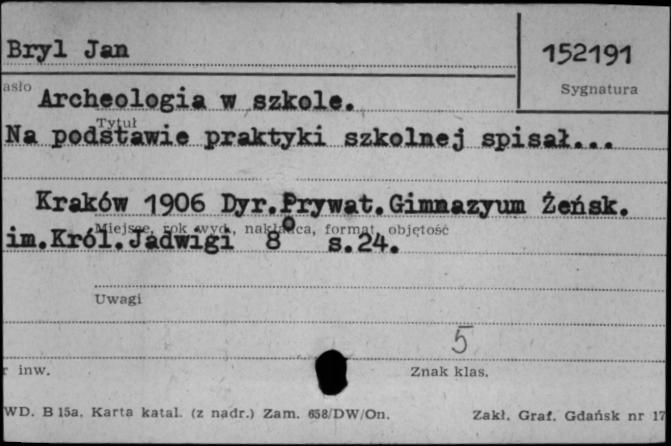 Bryl Jan
152191
asło
Sygnatura
Archeologia w szkole.
Tytuł
Na podstawie praktyki szkolnej spisał...
Kraków 1906 Dyr.Prywat.Gimnazyum Żeńsk.
Miejsce, rok wyd., nakładca, format, objętość
im.Król.Jadwigi 8° s.24.
Uwagi
5
r inw.
Znak klas.
WD. B 15a. Karta katal. (z nadr.) Zam. 658/DW/On.
Zakł. Graf. Gdańsk nr 17